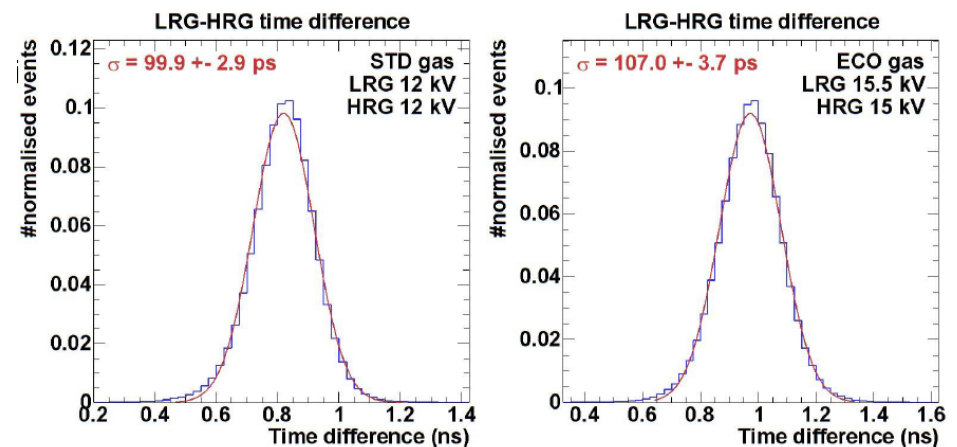 LRG-HRG time difference
#normalised events
0.12
0.1
0.08
0.06
0.04
0.02
0
σ = 99.9 +- 2.9 ps
STD gas
LRG 12 kV
HRG 12 kV
0.2 0.4 0.6 0.8 1 1.2 1.4
Time difference (ns)
LRG-HRG time difference
#normalised events
0.1
0.08
0.06
0.04
0.02
0
σ = 107.0 +- 3.7 ps
ECO gas
LRG 15.5 kV
HRG 15 kV
0.4 0.6 0.8 1 1.2 1.4 1.6
Time difference (ns)